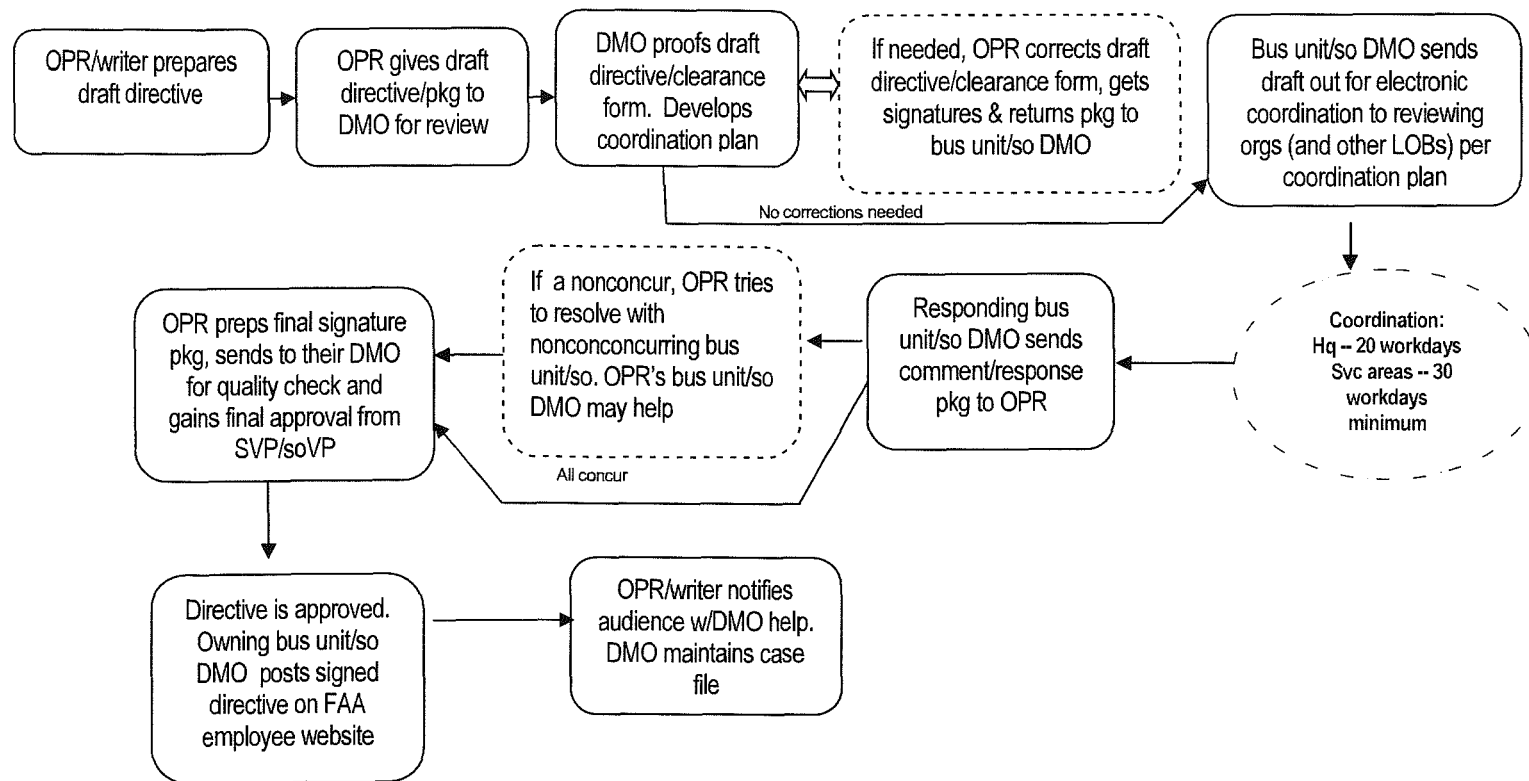 OPR/writer prepares
draft directive
OPR gives draft
directive/pkg to
DMO for review
DMO proofs draft
directive/clearance
form. Develops
coordination plan
If needed, OPR corrects draft
directive/clearance form, gets
signatures & returns pkg to
bus unit/so DMO
Bus unit/so DMO sends
draft out for electronic
coordination to reviewing
orgs (and other LOBs) per
coordination plan
No corrections needed
OPR preps final signature
pkg, sends to their DMO
for quality check and
gains final approval from
SVP/soVP
If a nonconcur, OPR tries
to resolve with
nonconcurring bus
unit/so. OPR's bus unit/so
DMO may help
Responding bus
unit/so DMO sends
comment/response
pkg to OPR
Coordination:
Hq -- 20 workdays
Svc areas -- 30
workdays
minimum
All concur
Directive is approved.
Owning bus unit/so
DMO posts signed
directive on FAA
employee website
OPR/writer notifies
audience w/DMO help.
DMO maintains case
file